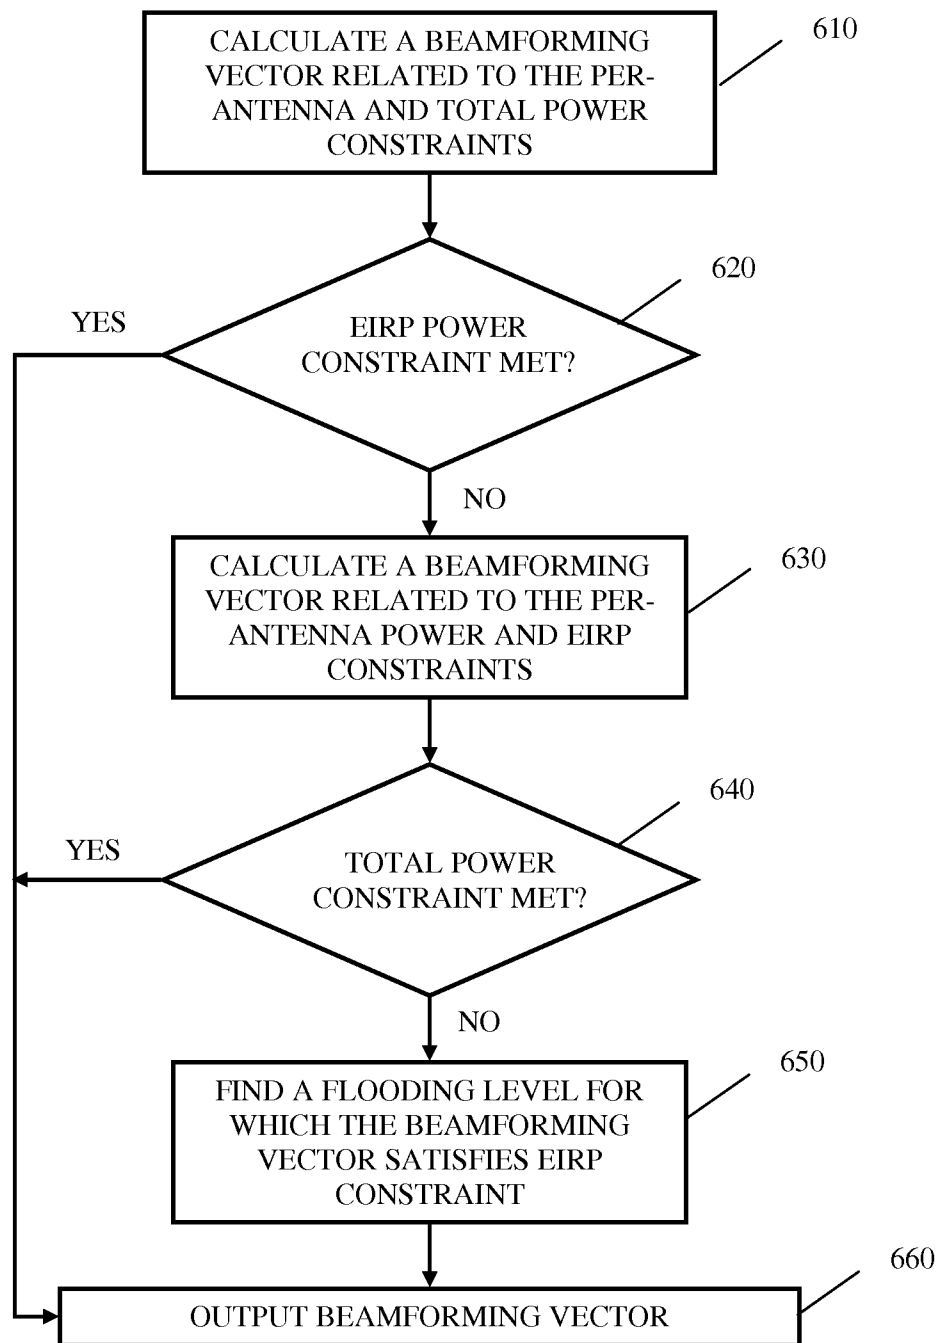 CALCULATE A BEAMFORMING
VECTOR RELATED TO THE PER-
ANTENNA AND TOTAL POWER
CONSTRAINTS
610
620
YES
EIRP POWER
CONSTRAINT MET?
NO
CALCULATE A BEAMFORMING
VECTOR RELATED TO THE PER-
ANTENNA POWER AND EIRP
CONSTRAINTS
630
640
YES
TOTAL POWER
CONSTRAINT MET?
NO
FIND A FLOODING LEVEL FOR
WHICH THE BEAMFORMING
VECTOR SATISFIES EIRP
CONSTRAINT
650
660
OUTPUT BEAMFORMING VECTOR